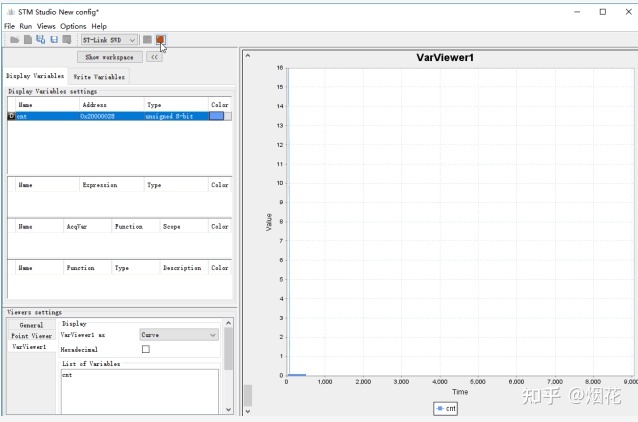 STM Studio New config*
File Run Views Options Help
ST-Link SWD
Show workspace <<
Display Variables Write Variables
Display Variables settings
Name Address Type Color
cnt 0x20000028 unsigned 8-bit
Name Expression Type Color
Name AcqVar Function Scope Color
Name Function Type Description Color
Viewers settings
General
Point Viewer
VarViewer1
Display
VarViewer1 as Curve
Hexadecimal
List of Variables
cnt
VarViewer1
16
15
14
13
12
11
10
9
8
7
6
5
4
3
2
1
0
Value
0 1,000 2,000 3,000 4,000 5,000 6,000 7,000 8,000 9,000
Time
cnt
知乎 @烟花